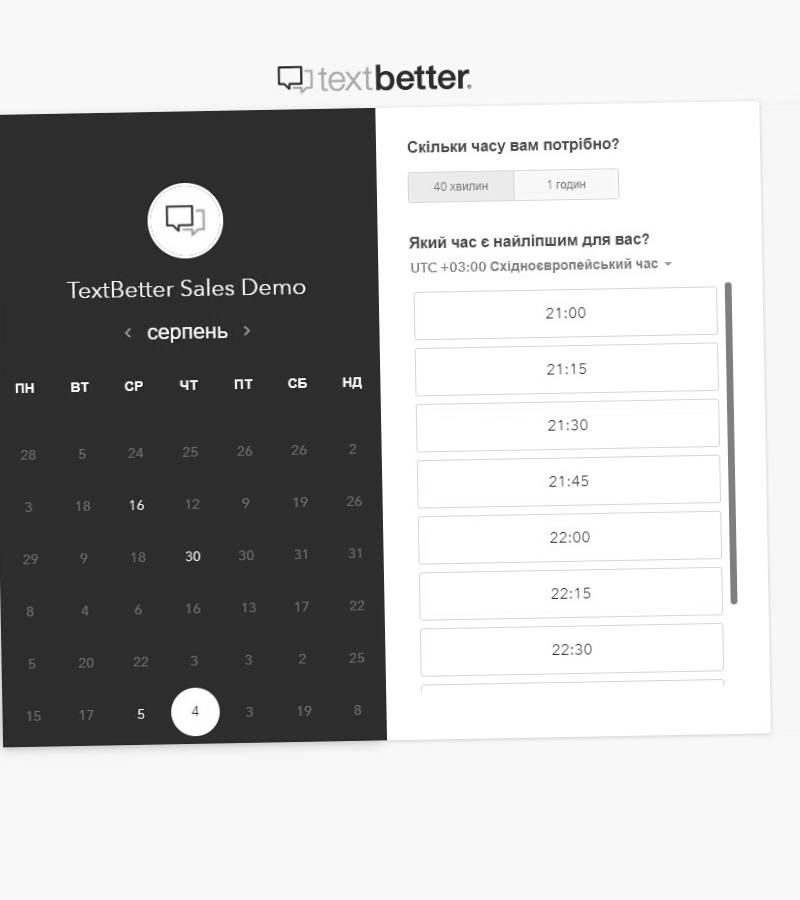 textbetter®
TextBetter Sales Demo
серпень
ПН ВТ СР ЧТ ПТ СБ НД
28 5 24 25 26 26 2
3 18 16 12 9 19 26
29 9 18 30 30 31 31
8 4 6 16 13 17 22
5 20 22 3 3 2 25
15 17 5 4 3 19 8
Скільки часу вам потрібно?
40 хвилин 1 годин
Який час є найліпшим для вас?
UTC +03:00 Східноєвропейський час
21:00
21:15
21:30
21:45
22:00
22:15
22:30